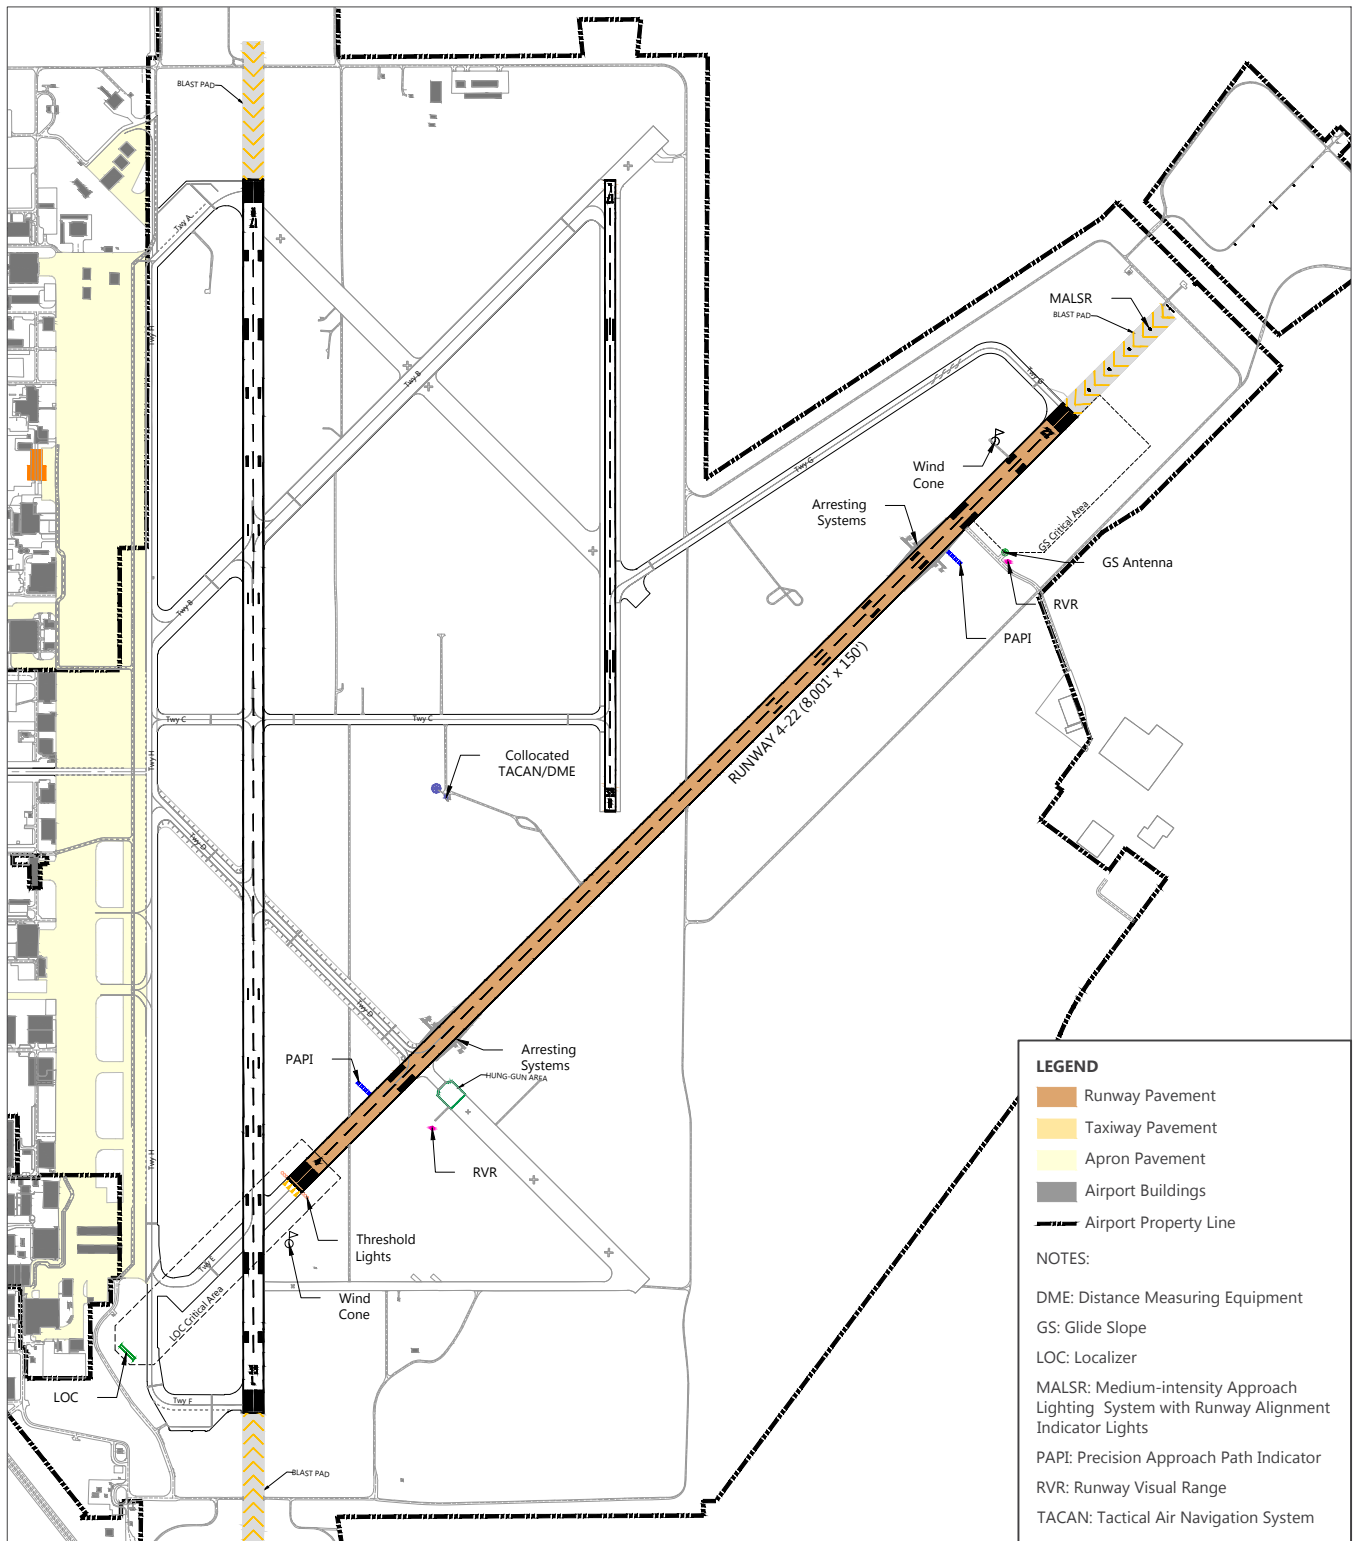 BLAST PAD
Twy A
Twy H
Twy B
MALSR
BLAST PAD
Twy G
Wind
Cone
Twy G
Arresting
Systems
GS Critical Area
GS Antenna
RVR
PAPI
Twy B
RUNWAY 4-22 (8,001' x 150')
Twy C
Twy C
Twy H
Collocated
TACAN/DME
Twy D
Twy D
PAPI
Arresting
Systems
HUNG-GUN AREA
RVR
Twy H
Threshold
Lights
Twy E
Wind
Cone
LOC Critical Area
LOC
Twy F
BLAST PAD
LEGEND
Runway Pavement
Taxiway Pavement
Apron Pavement
Airport Buildings
Airport Property Line
NOTES:
DME: Distance Measuring Equipment
GS: Glide Slope
LOC: Localizer
MALSR: Medium-intensity Approach
Lighting System with Runway Alignment
Indicator Lights
PAPI: Precision Approach Path Indicator
RVR: Runway Visual Range
TACAN: Tactical Air Navigation System